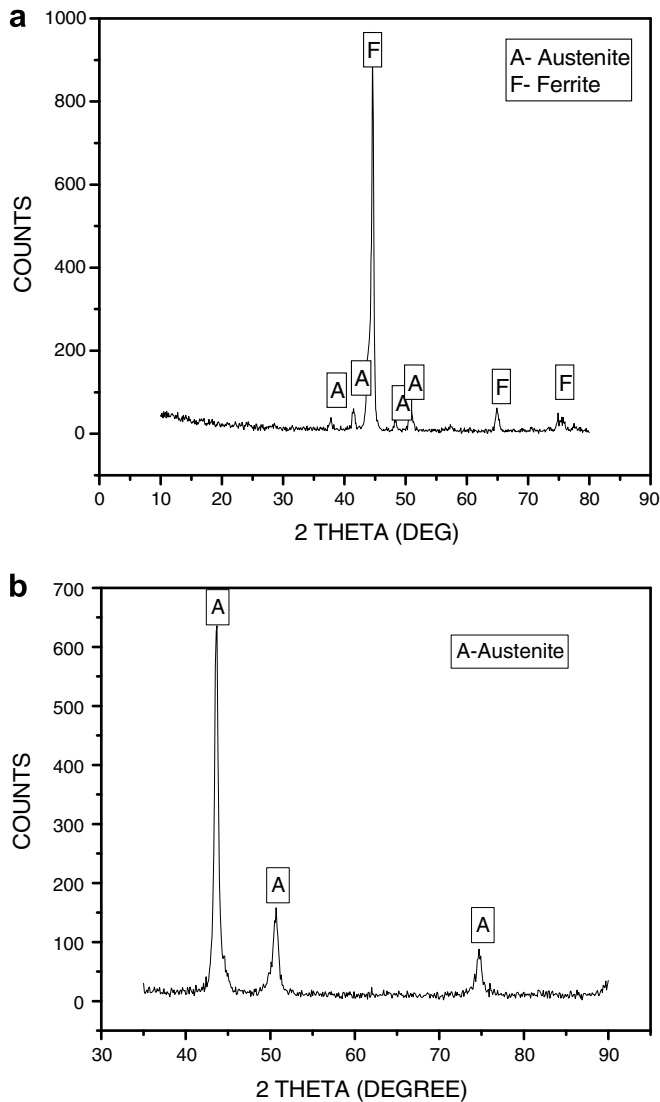 a
1000
800
600
400
200
0
COUNTS
F
A- Austenite
F- Ferrite
A
A
A
A
F
F
0 10 20 30 40 50 60 70 80 90
2 THETA (DEG)
b
700
600
500
400
300
200
100
0
COUNTS
A
A-Austenite
A
A
30 40 50 60 70 80 90
2 THETA (DEGREE)